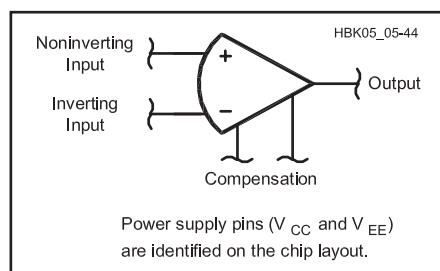 HBK05_05-44
Noninverting
Input
+
Output
Inverting
Input
−
Compensation
Power supply pins (V CC and V EE)
are identified on the chip layout.